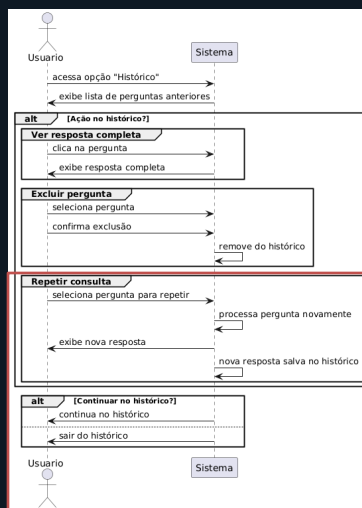 Usuario
Sistema
acessa opção "Histórico"
exibe lista de perguntas anteriores
alt [Ação no histórico?]
Ver resposta completa
clica na pergunta
exibe resposta completa
Excluir pergunta
seleciona pergunta
confirma exclusão
remove do histórico
Repetir consulta
seleciona pergunta para repetir
processa pergunta novamente
exibe nova resposta
nova resposta salva no histórico
alt [Continuar no histórico?]
continua no histórico
sair do histórico
Usuario
Sistema